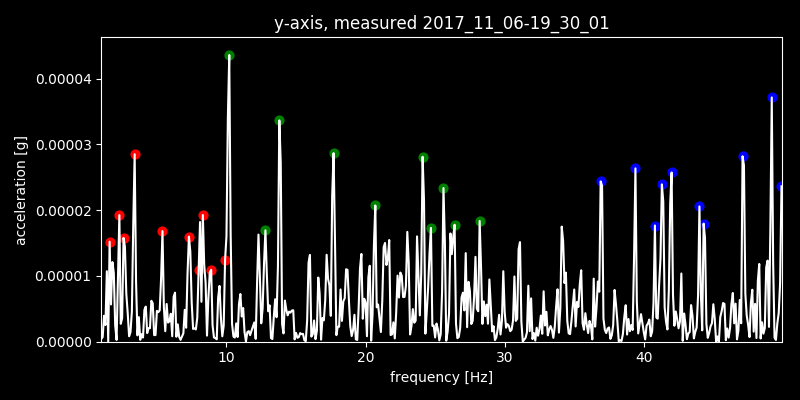 y-axis, measured 2017_11_06-19_30_01
0.00004
0.00003
0.00002
0.00001
0.00000
acceleration [g]
10 20 30 40
frequency [Hz]